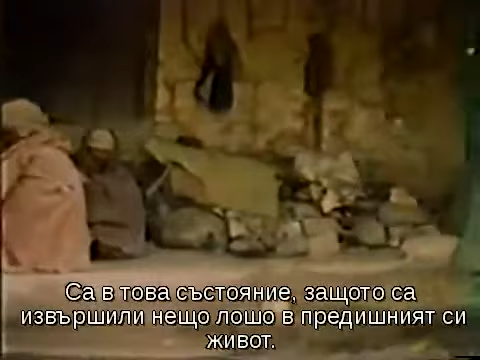 Са в това състояние, защото са
извършили нещо лошо в предишният си
живот.